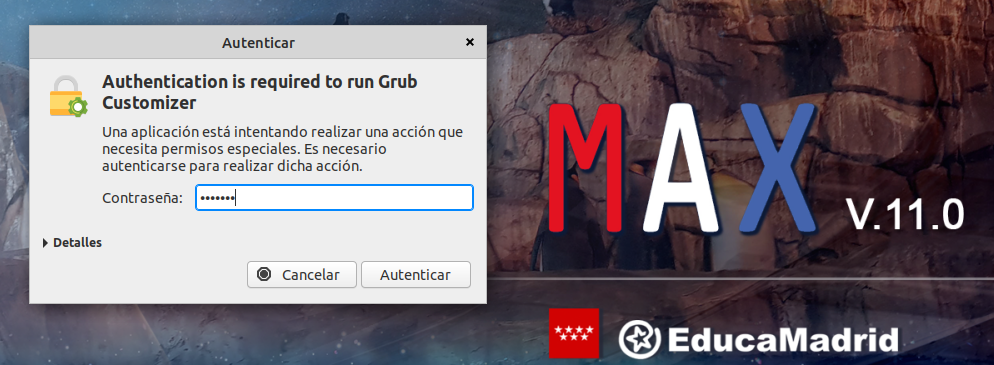 Autenticar
Authentication is required to run Grub
Customizer
Una aplicación está intentando realizar una acción que
necesita permisos especiales. Es necesario
autenticarse para realizar dicha acción.
Contraseña: •••••••
Detalles
Cancelar Autenticar
MAX
V.11.0
EducaMadrid